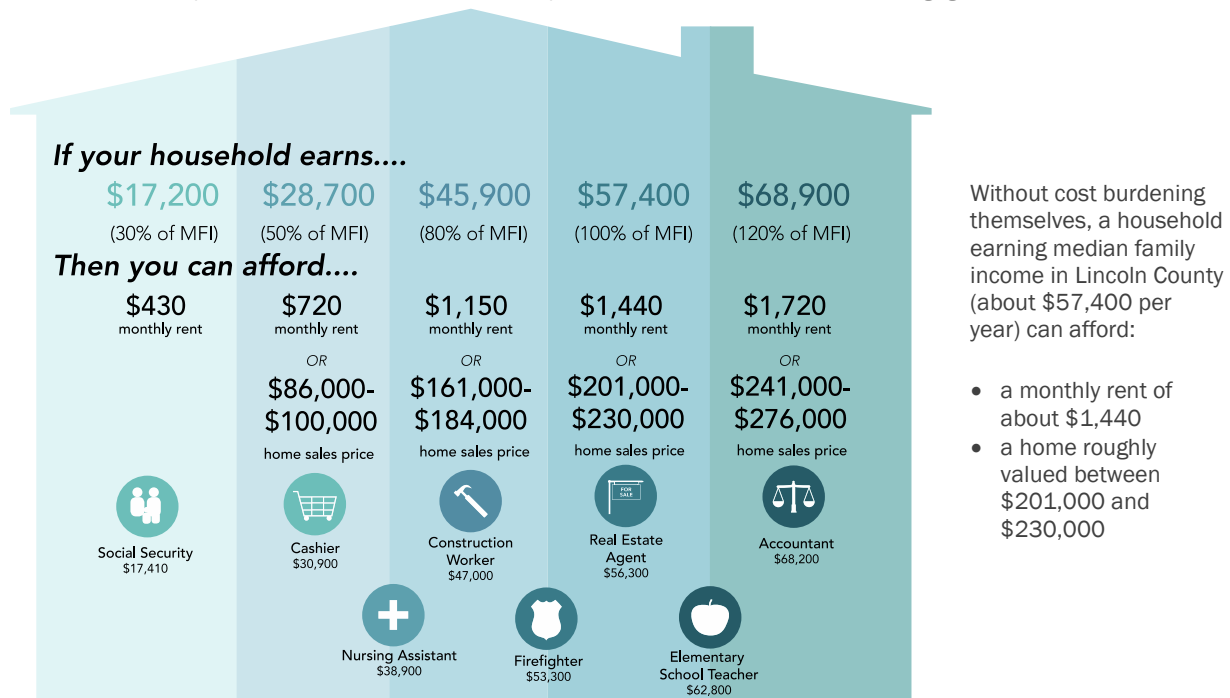 If your household earns....
$17,200 $28,700 $45,900 $57,400 $68,900
(30% of MFI) (50% of MFI) (80% of MFI) (100% of MFI) (120% of MFI)
Then you can afford....
$430 $720 $1,150 $1,440 $1,720
monthly rent monthly rent monthly rent monthly rent monthly rent
OR OR OR OR
$86,000- $161,000- $201,000- $241,000-
$100,000 $184,000 $230,000 $276,000
home sales price home sales price home sales price home sales price
FOR
SALE
Social Security
$17,410
Cashier
$30,900
Construction
Worker
$47,000
Real Estate
Agent
$56,300
Accountant
$68,200
Nursing Assistant
$38,900
Firefighter
$53,300
Elementary
School Teacher
$62,800
Without cost burdening
themselves, a household
earning median family
income in Lincoln County
(about $57,400 per
year) can afford:
• a monthly rent of
about $1,440
• a home roughly
valued between
$201,000 and
$230,000